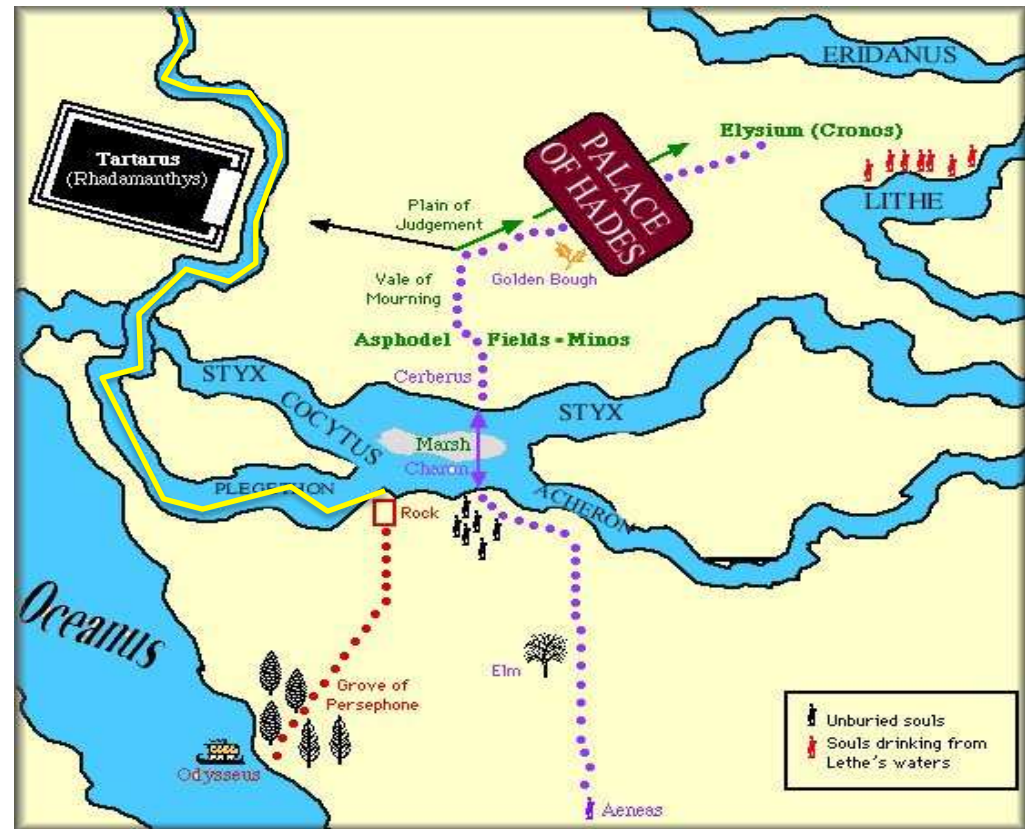 ERIDANUS
Elysium (Cronos)
PALACE
OF HADES
Tartarus
(Rhadamanthys)
LITHE
Plain of
Judgement
Vale of
Mourning
Golden Bough
Asphodel Fields - Minos
Cerberus
STYX
STYX
COCYTUS
Marsh
Charon
PLEGETHON
ACHERON
Rock
Oceanus
Elm
Grove of
Persephone
Odysseus
Aeneas
Unburied souls
Souls drinking from
Lethe's waters